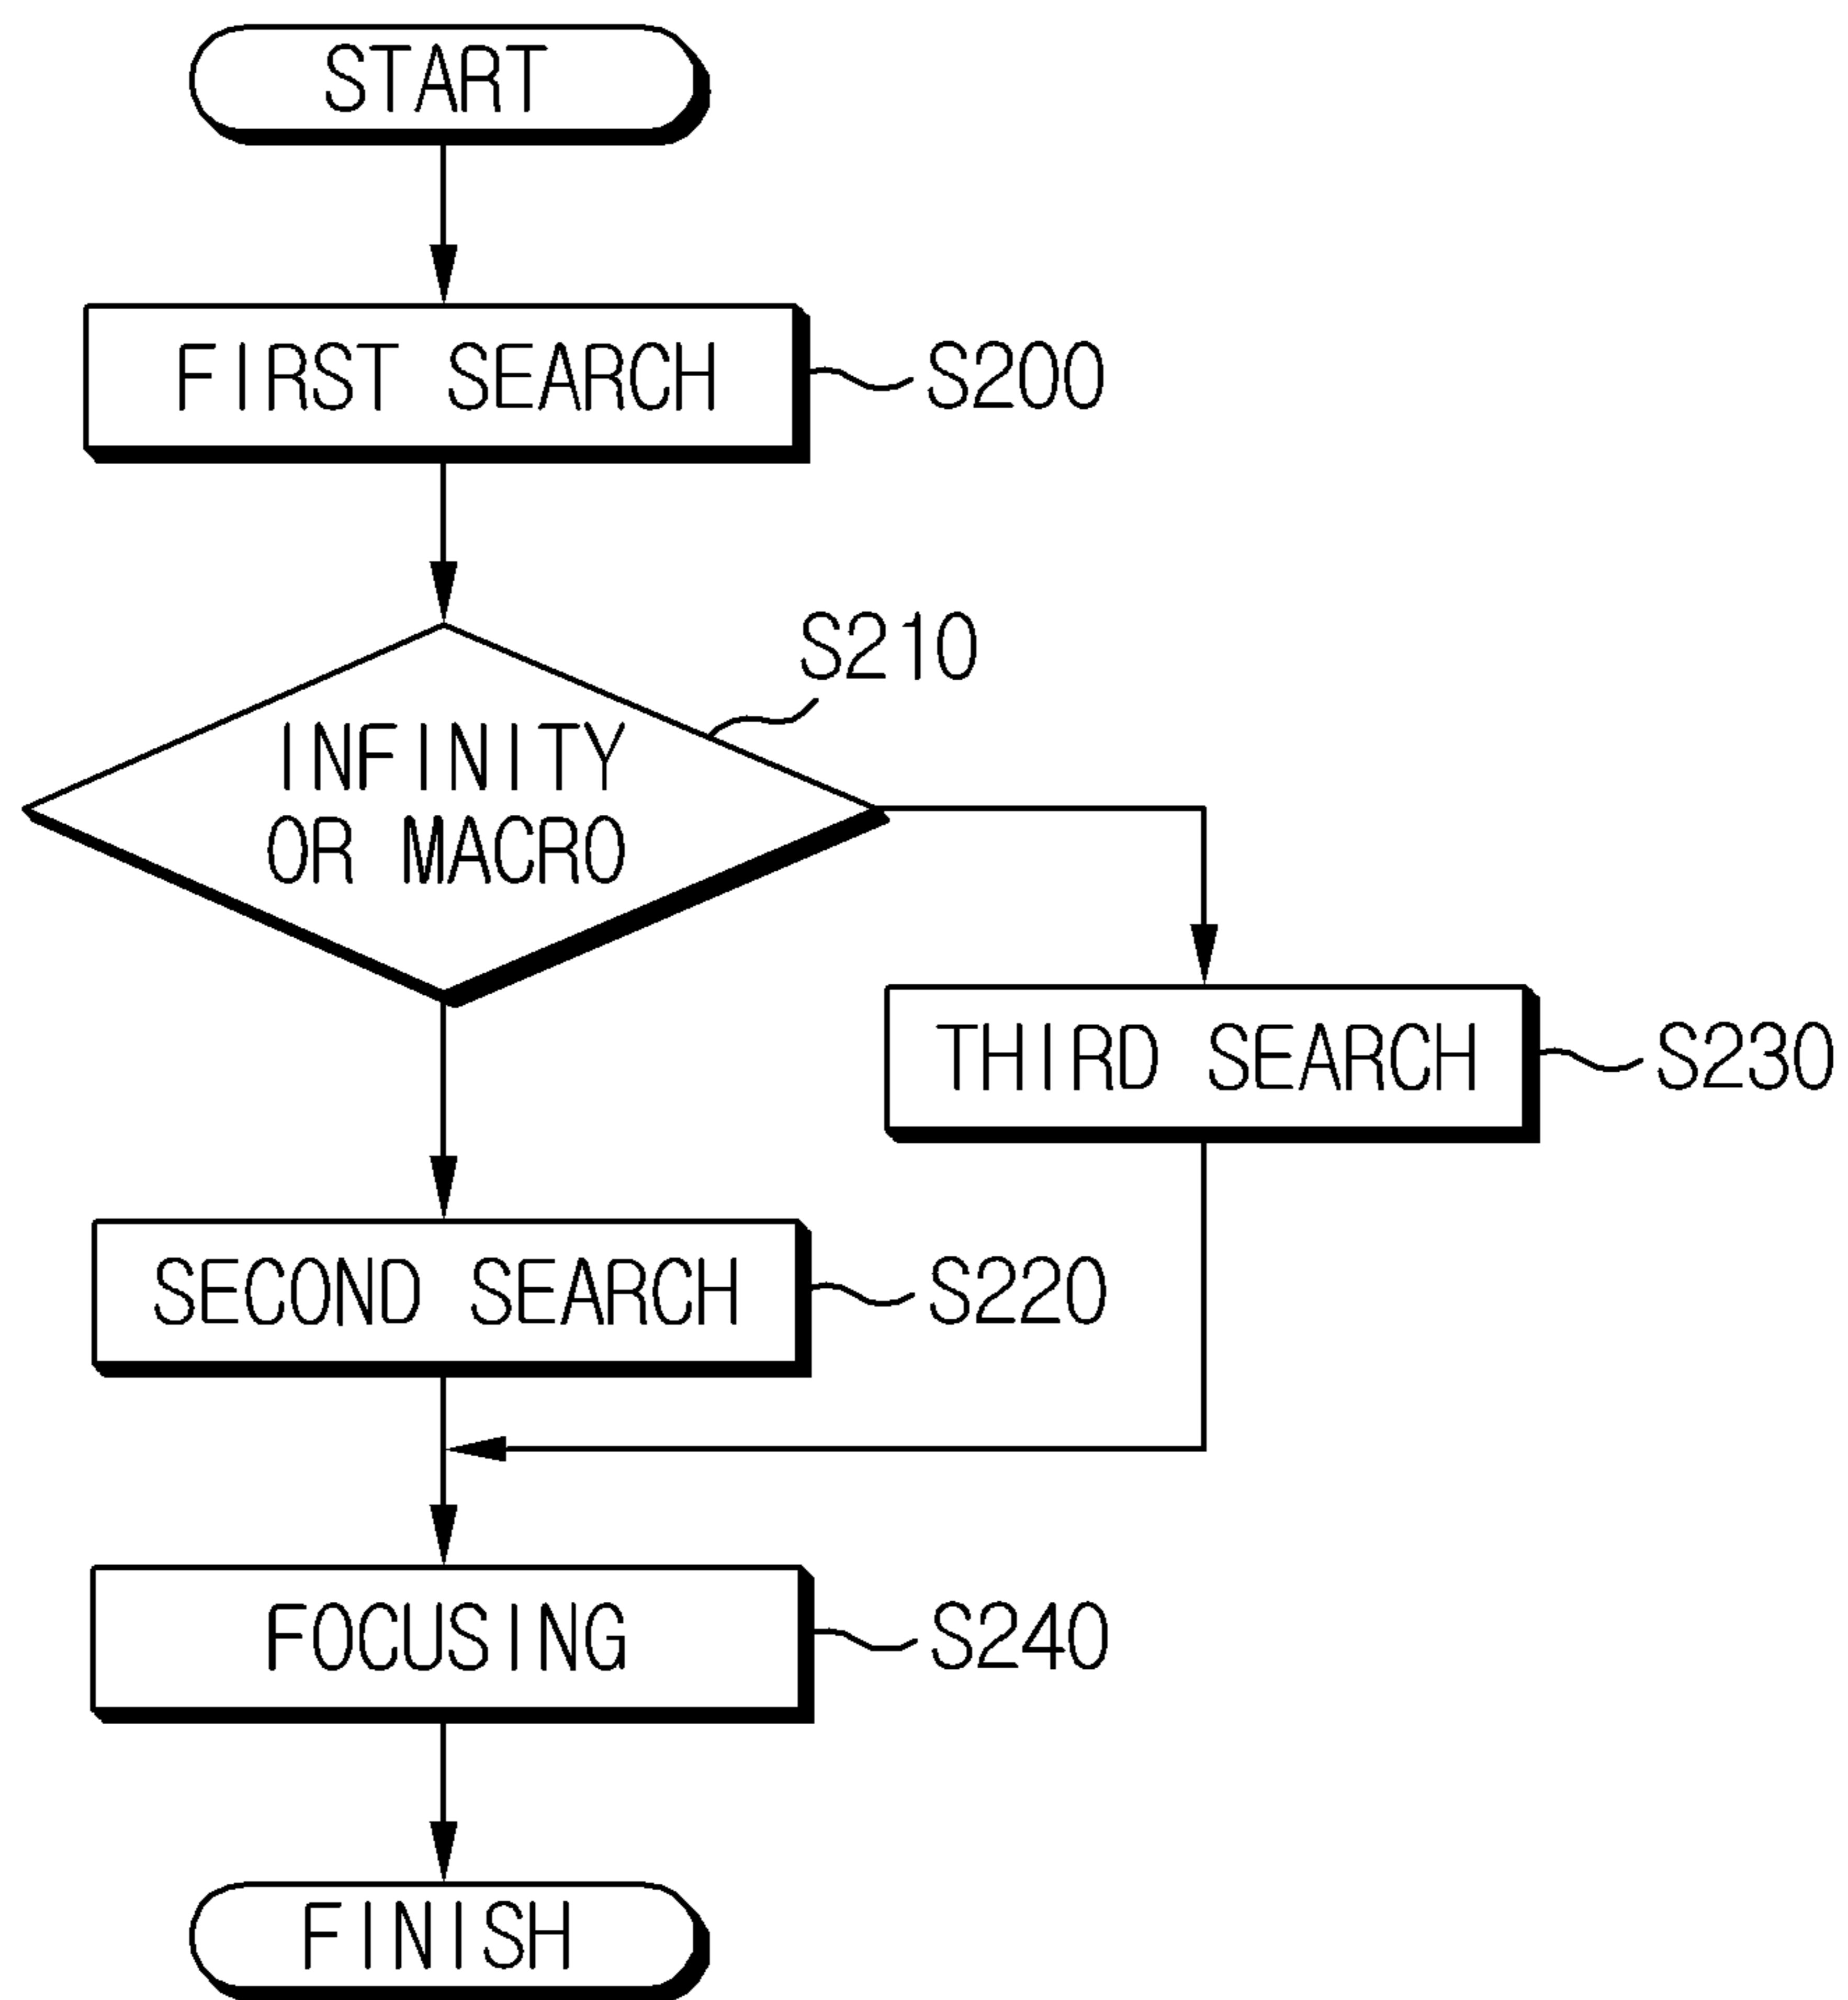 START
FIRST SEARCH
S200
S210
INFINITY
OR MACRO
THIRD SEARCH
S230
SECOND SEARCH
S220
FOCUSING
S240
FINISH